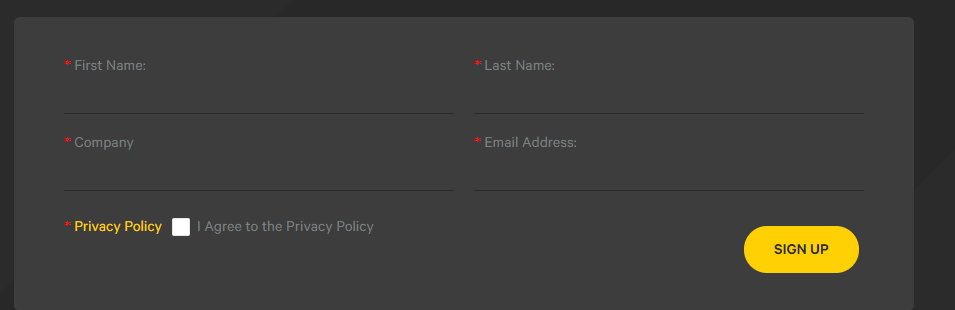 * First Name:
* Last Name:
* Company
* Email Address:
* Privacy Policy I Agree to the Privacy Policy
SIGN UP